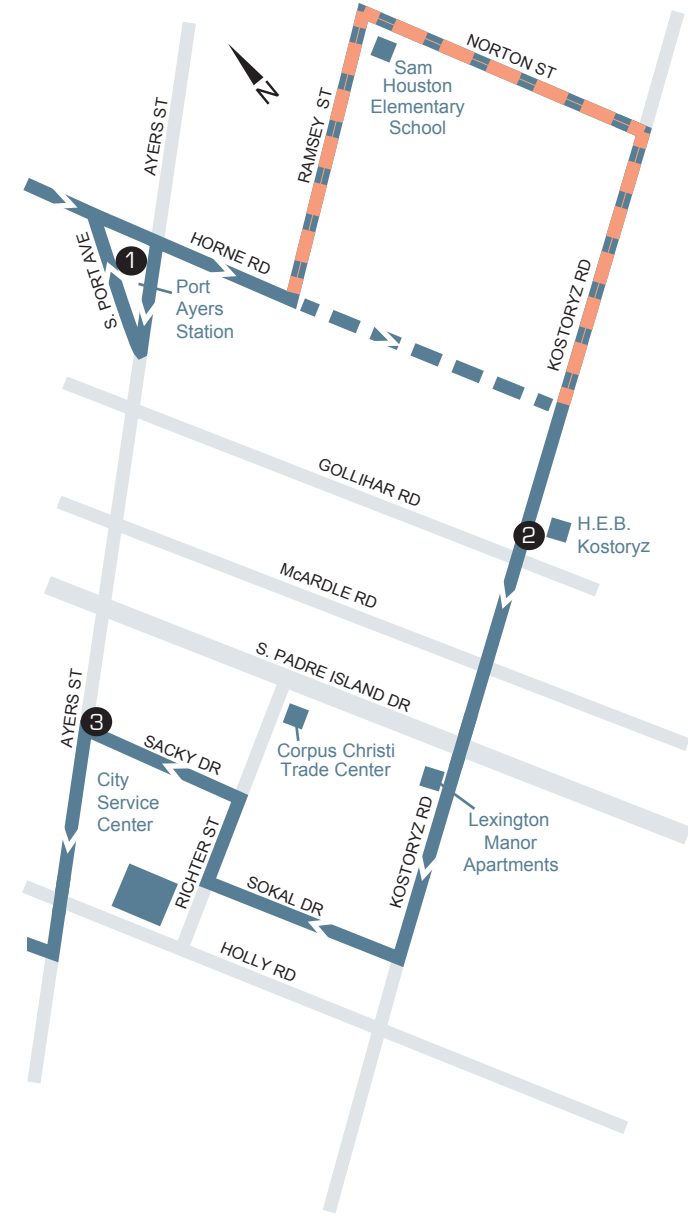 NORTON ST
Sam
Houston
Elementary
School
RAMSEY ST
AYERS ST
N
HORNE RD
S. PORT AVE
1
Port
Ayers
Station
KOSTORYZ RD
GOLLIHAR RD
2
H.E.B.
Kostoryz
McARDLE RD
S. PADRE ISLAND DR
AYERS ST
3
SACKY DR
Corpus Christi
Trade Center
City
Service
Center
RICHTER ST
KOSTORYZ RD
Lexington
Manor
Apartments
SOKAL DR
HOLLY RD